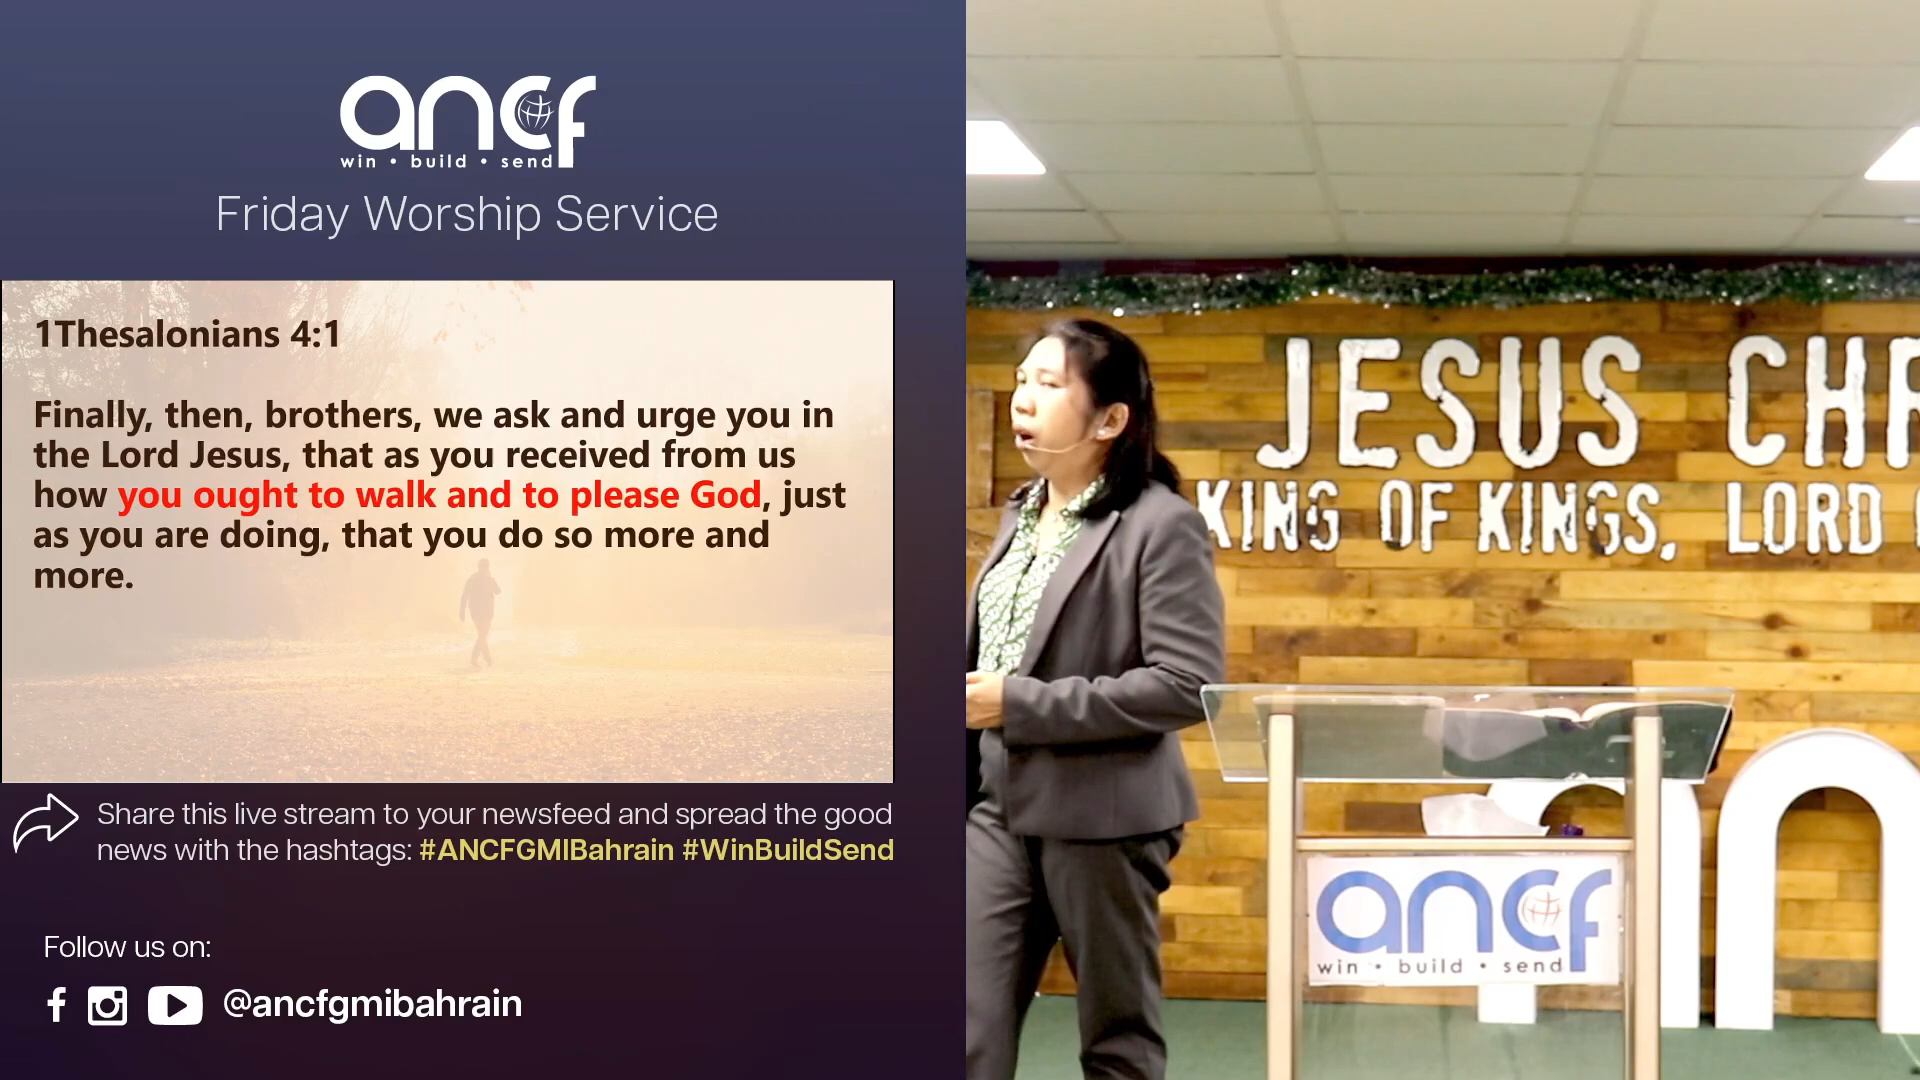 ancf
win • build • send
Friday Worship Service
1Thesalonians 4:1
Finally, then, brothers, we ask and urge you in
the Lord Jesus, that as you received from us
how you ought to walk and to please God, just
as you are doing, that you do so more and
more.
Share this live stream to your newsfeed and spread the good
news with the hashtags: #ANCFGMIBahrain #WinBuildSend
Follow us on:
@ancfgmibahrain
JESUS CHR
KING OF KINGS, LORD
ancf
win • build • send